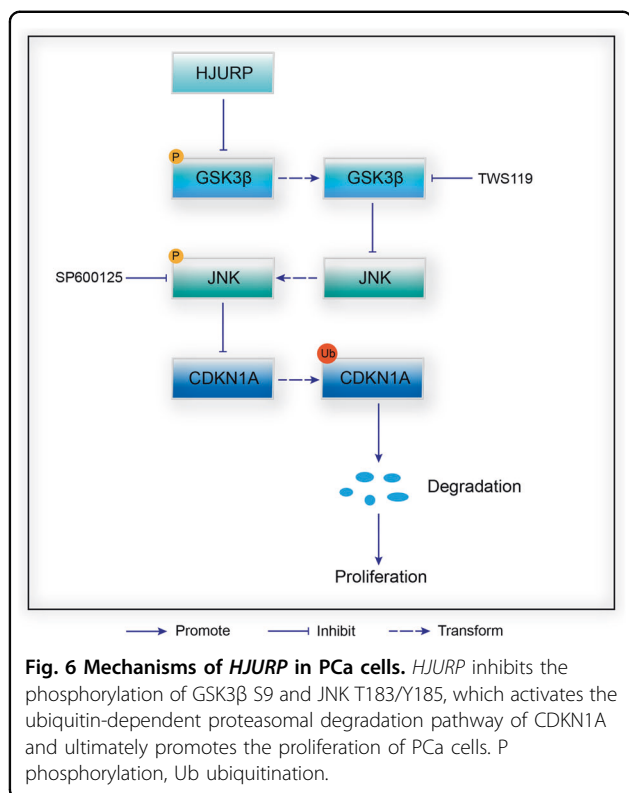 HJURP
P
GSK3β
GSK3β
TWS119
P
SP600125
JNK
JNK
Ub
CDKN1A
CDKN1A
Degradation
Proliferation
Promote Inhibit Transform
Fig. 6 Mechanisms of HJURP in PCa cells. HJURP inhibits the
phosphorylation of GSK3β S9 and JNK T183/Y185, which activates the
ubiquitin-dependent proteasomal degradation pathway of CDKN1A
and ultimately promotes the proliferation of PCa cells. P
phosphorylation, Ub ubiquitination.